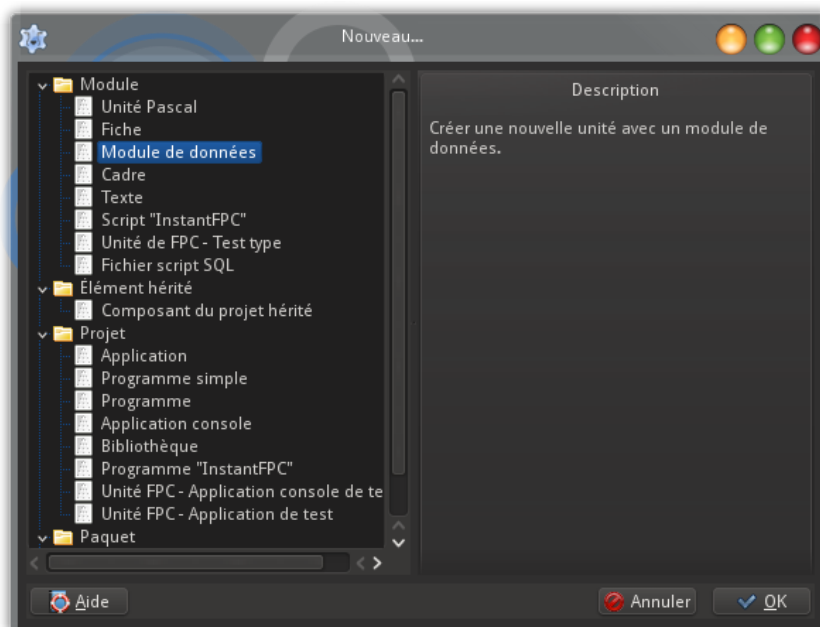 Nouveau...
Module
Unité Pascal
Fiche
Module de données
Cadre
Texte
Script "InstantFPC"
Unité de FPC - Test type
Fichier script SQL
Élément hérité
Composant du projet hérité
Projet
Application
Programme simple
Programme
Application console
Bibliothèque
Programme "InstantFPC"
Unité FPC - Application console de te
Unité FPC - Application de test
Paquet
Description
Créer une nouvelle unité avec un module de
données.
Aide
Annuler
OK